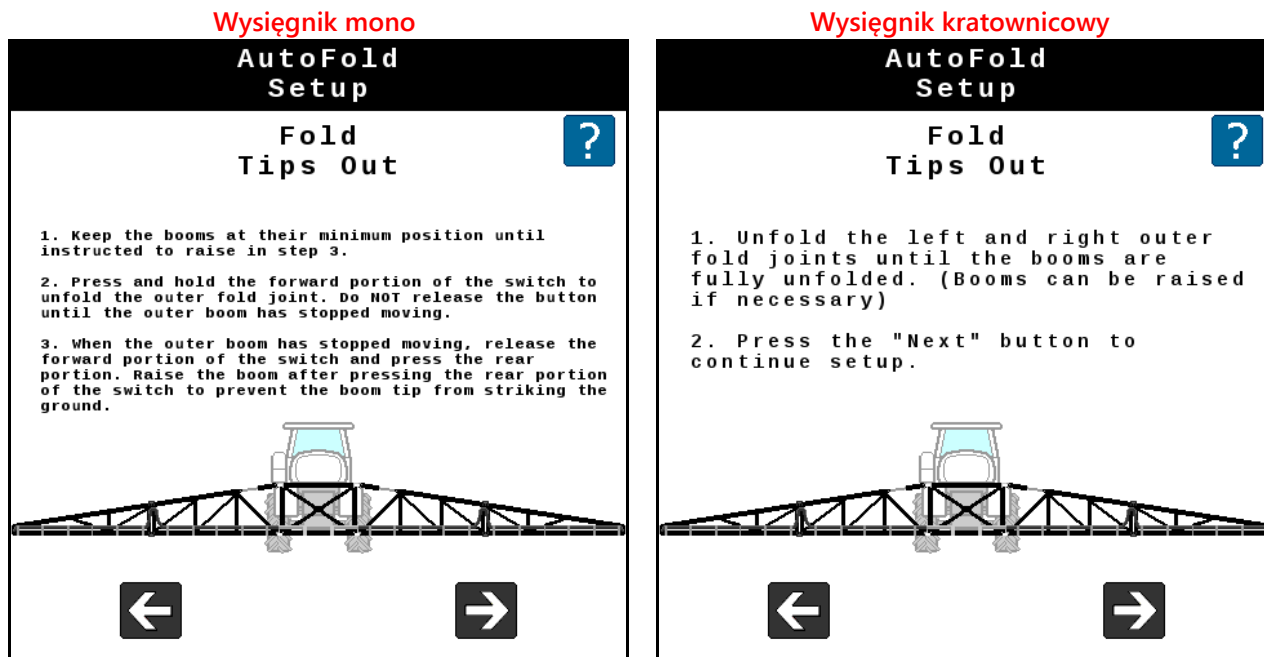 Wysięgnik mono
AutoFold
Setup
Fold
Tips Out
?
1. Keep the booms at their minimum position until
instructed to raise in step 3.
2. Press and hold the forward portion of the switch to
unfold the outer fold joint. Do NOT release the button
until the outer boom has stopped moving.
3. When the outer boom has stopped moving, release the
forward portion of the switch and press the rear
portion. Raise the boom after pressing the rear portion
of the switch to prevent the boom tip from striking the
ground.
Wysięgnik kratownicowy
AutoFold
Setup
Fold
Tips Out
?
1. Unfold the left and right outer
fold joints until the booms are
fully unfolded. (Booms can be raised
if necessary)
2. Press the "Next" button to
continue setup.